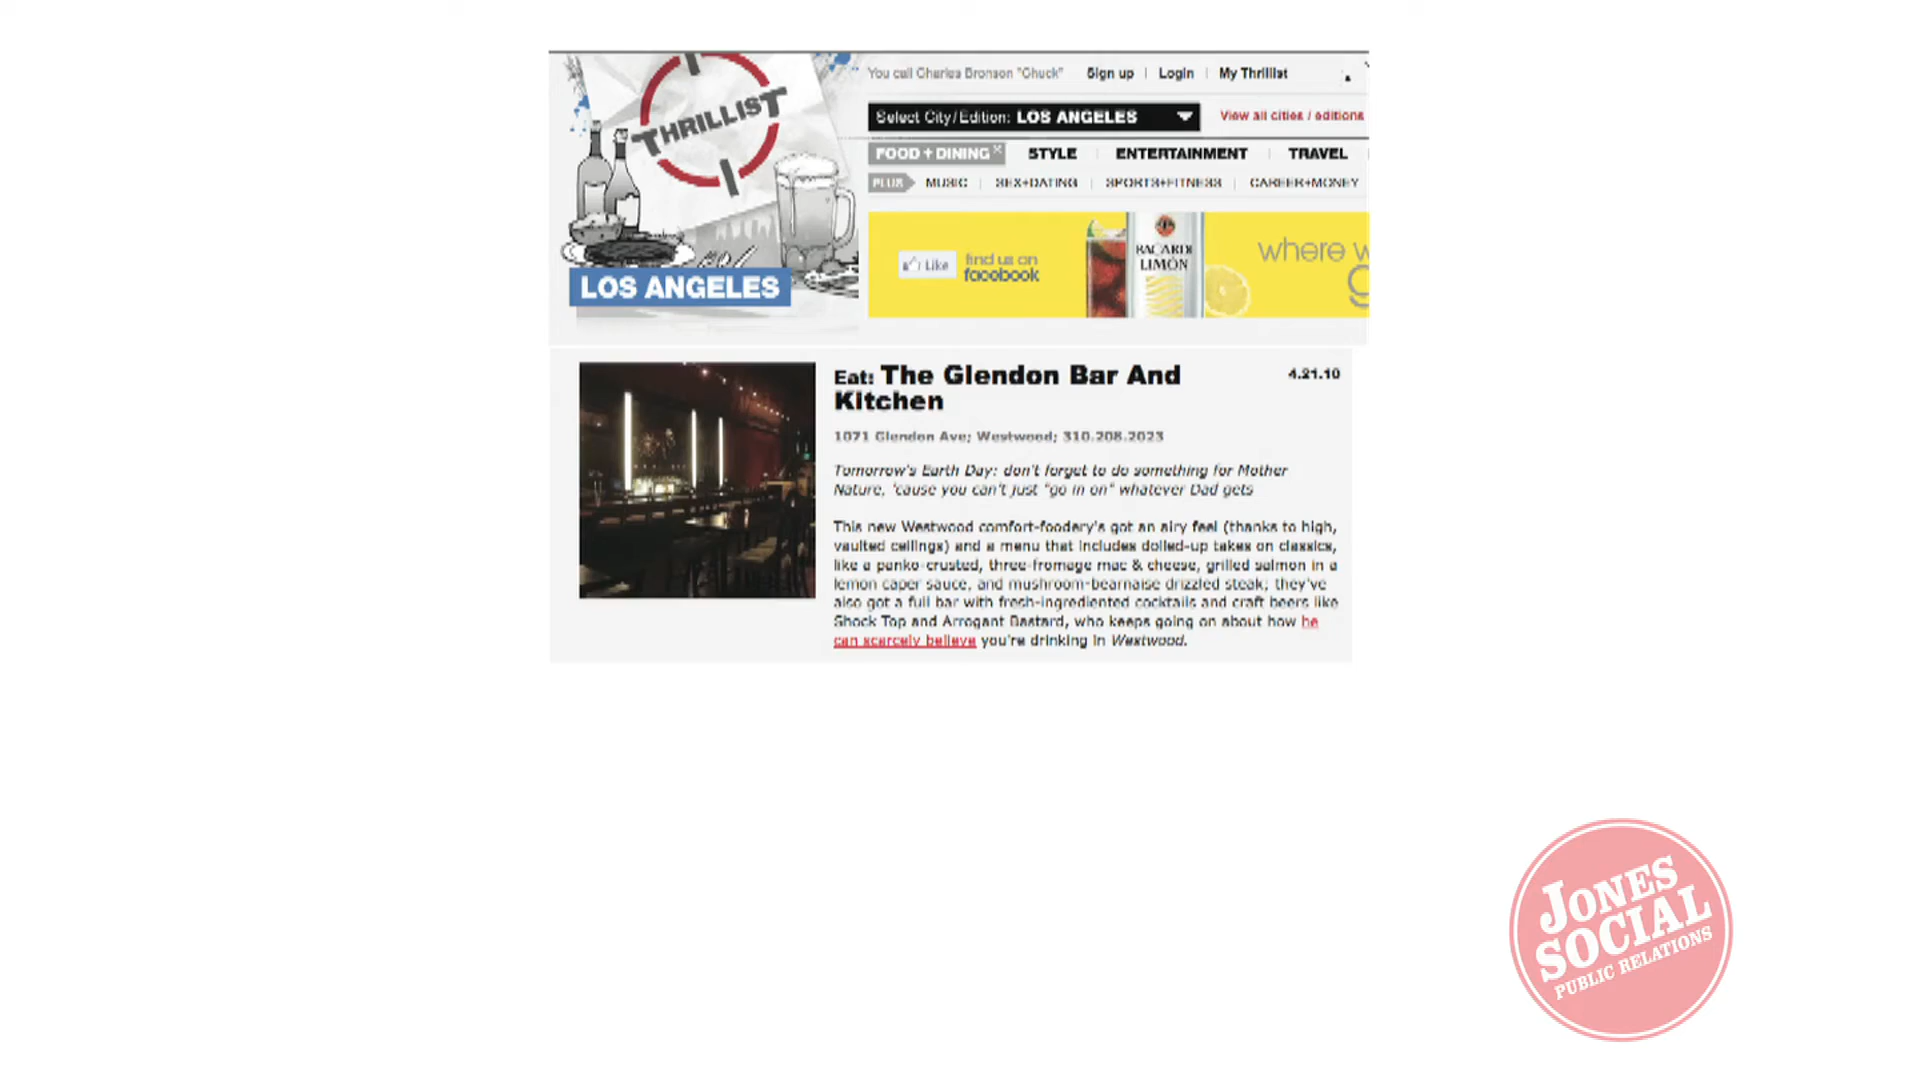 You call Charles Bronson "Chuck" Sign up | Login | My Thrillist
THRILLIST
Select City/Edition: LOS ANGELES View all cities / editions
FOOD + DINING x STYLE | ENTERTAINMENT | TRAVEL
PLUS MUSIC | SEX+DATING | SPORTS+FITNESS | CAREER+MONEY
Like find us on
facebook
BACARDI
LIMÓN
where w
g
LOS ANGELES
Eat: The Glendon Bar And 4.21.10
Kitchen
1071 Glendon Ave; Westwood; 310.208.2023
Tomorrow's Earth Day: don't forget to do something for Mother
Nature, 'cause you can't just "go in on" whatever Dad gets
This new Westwood comfort-foodery's got an airy feel (thanks to high,
vaulted ceilings) and a menu that includes dolled-up takes on classics,
like a panko-crusted, three-fromage mac & cheese, grilled salmon in a
lemon caper sauce, and mushroom-bearnaise drizzled steak; they've
also got a full bar with fresh-ingrediented cocktails and craft beers like
Shock Top and Arrogant Bastard, who keeps going on about how he
can scarcely believe you're drinking in Westwood.
JONES
SOCIAL
PUBLIC RELATIONS